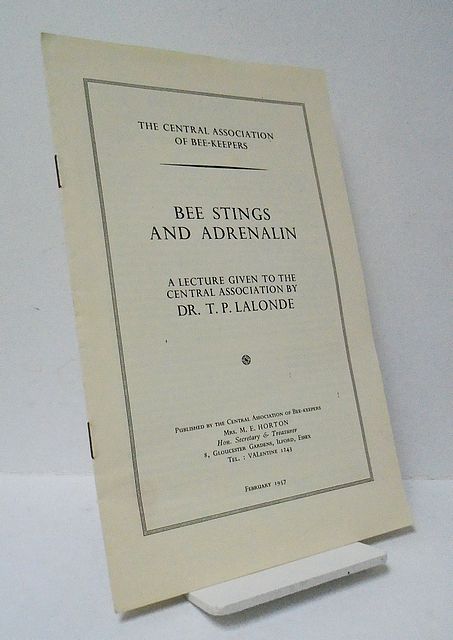 THE CENTRAL ASSOCIATION
OF BEE-KEEPERS
BEE STINGS
AND ADRENALIN
A LECTURE GIVEN TO THE
CENTRAL ASSOCIATION BY
DR. T. P. LALONDE
PUBLISHED BY THE CENTRAL ASSOCIATION OF BEE-KEEPERS
MRS. M. E. HORTON
Hon. Secretary & Treasurer
8, GLOUCESTER GARDENS, ILFORD, ESSEX
TEL. : VALENTINE 1243
FEBRUARY 1957